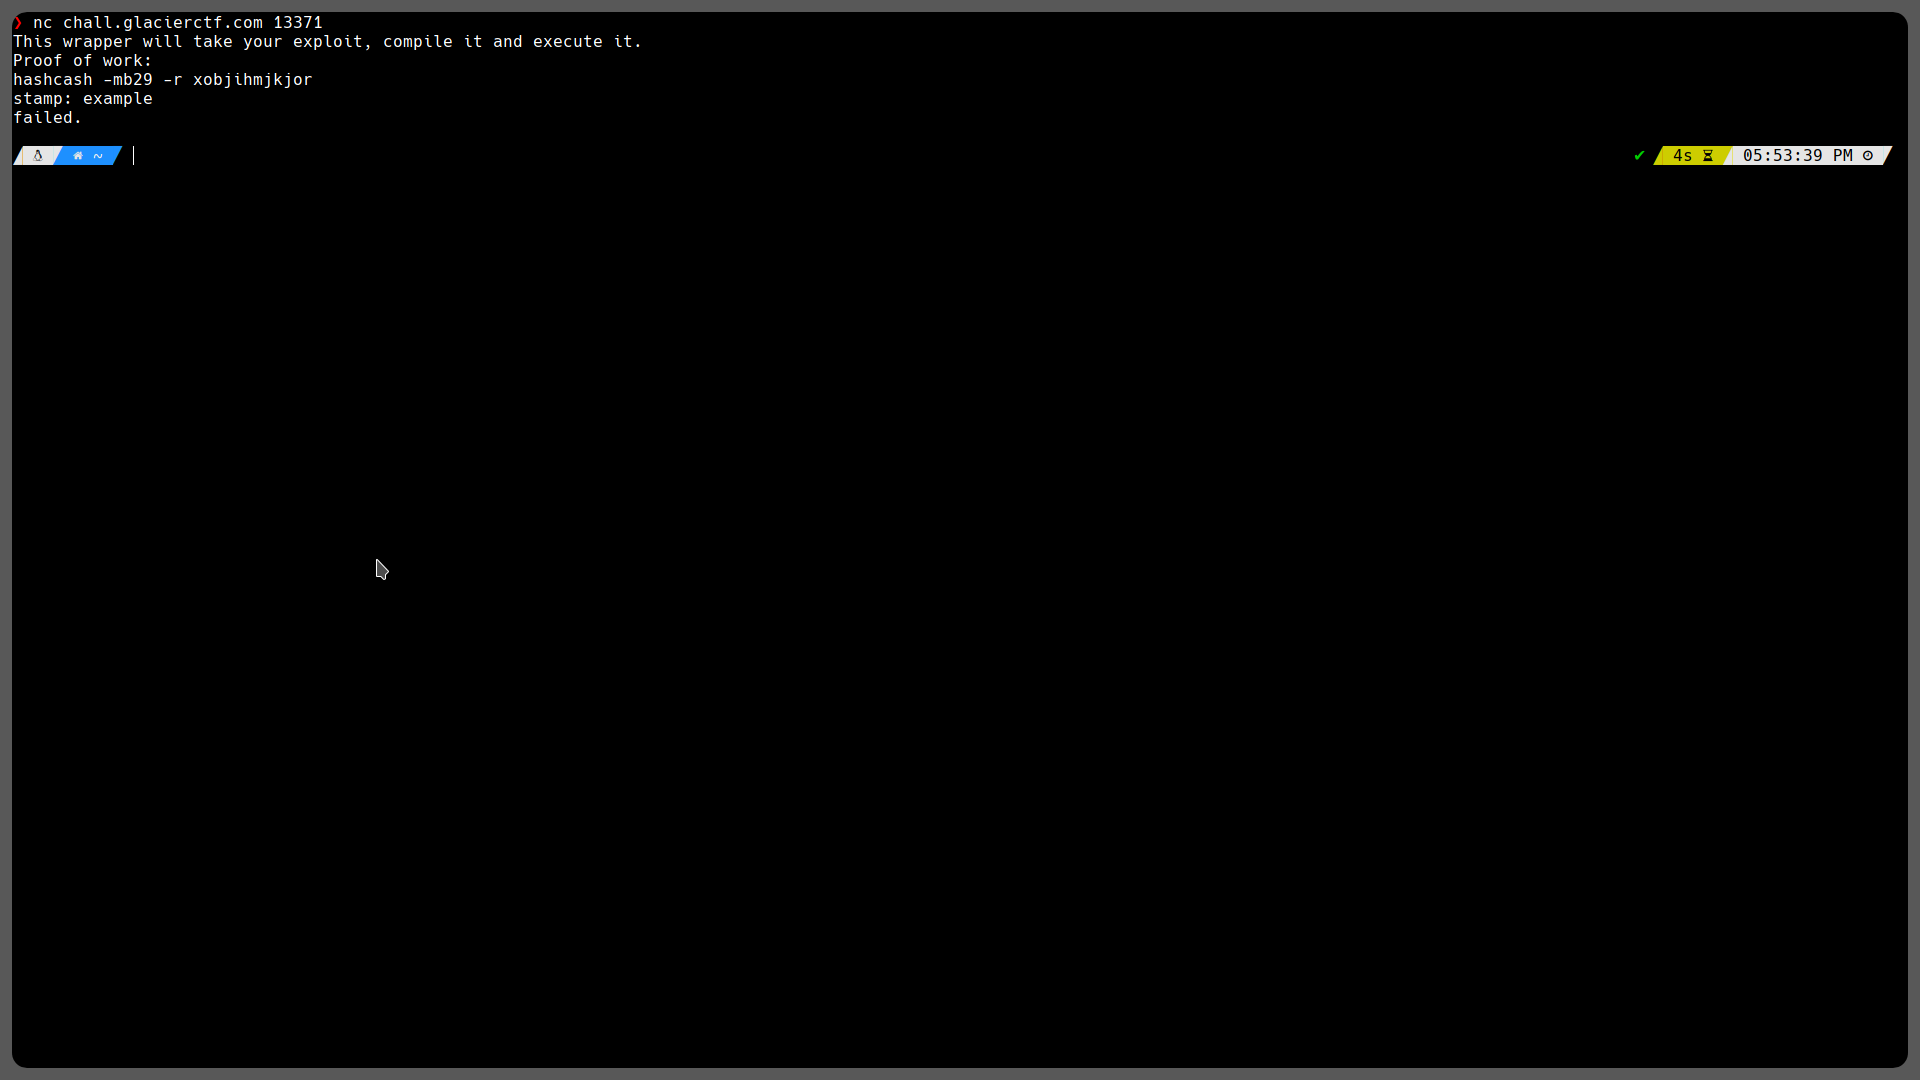 ❯ nc chall.glacierctf.com 13371
This wrapper will take your exploit, compile it and execute it.
Proof of work:
hashcash -mb29 -r xobjihmjkjor
stamp: example
failed.
~ ✔ 4s 05:53:39 PM